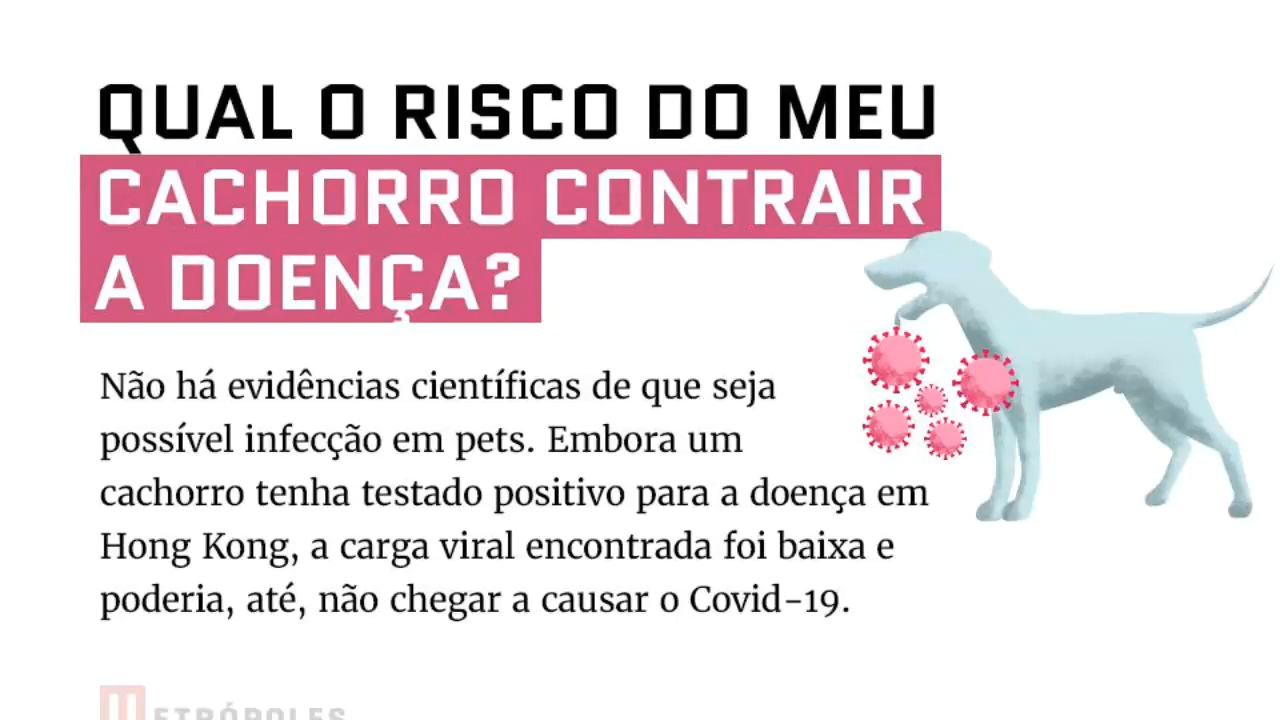 QUAL O RISCO DO MEU
CACHORRO CONTRAIR
A DOENÇA?
Não há evidências científicas de que seja
possível infecção em pets. Embora um
cachorro tenha testado positivo para a doença em
Hong Kong, a carga viral encontrada foi baixa e
poderia, até, não chegar a causar o Covid-19.
METRÓPOLES